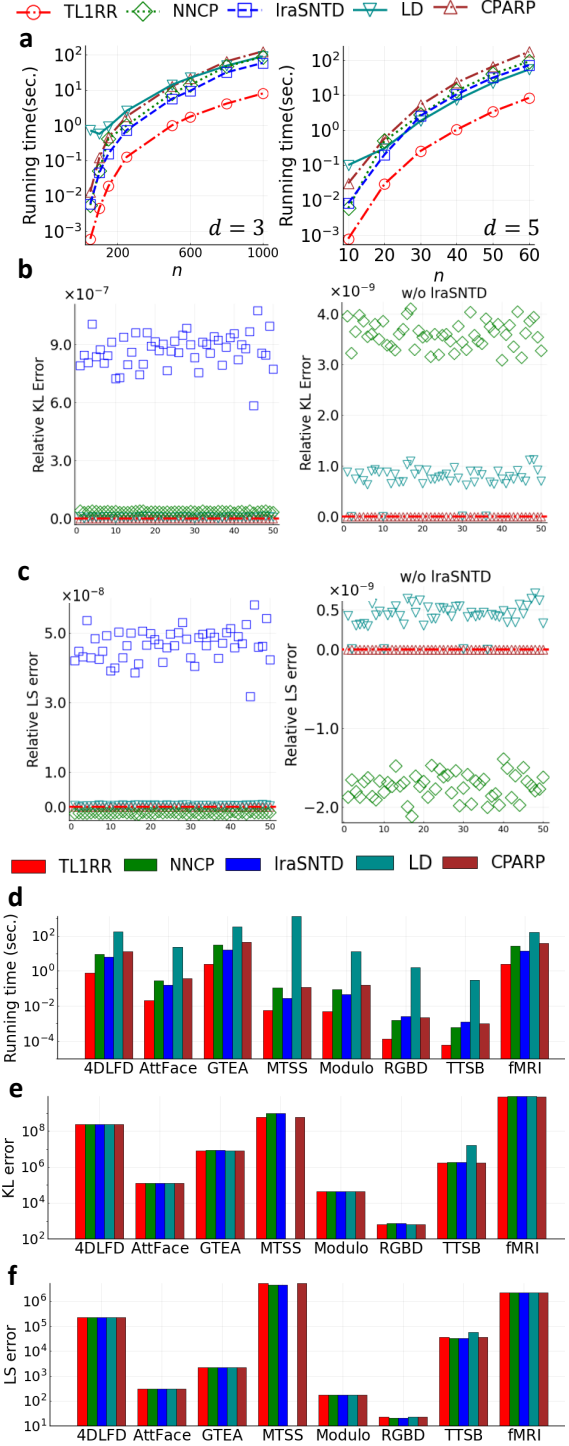 TL1RR NNCP lraSNTD LD CPARP
a
Running time(sec.)
10² 10¹ 10⁰ 10⁻¹ 10⁻² 10⁻³
d = 3
200 600 1000
n
Running time(sec.)
10² 10¹ 10⁰ 10⁻¹ 10⁻² 10⁻³
d = 5
10 20 30 40 50 60
n
b
×10⁻⁷
Relative KL Error
9.0 6.0 3.0 0.0
0 10 20 30 40 50
w/o lraSNTD
×10⁻⁹
Relative KL Error
4.0 3.0 2.0 1.0 0.0
0 10 20 30 40 50
c
×10⁻⁸
Relative LS error
5.0 3.0 1.0 0.0
0 10 20 30 40 50
w/o lraSNTD
×10⁻⁹
Relative LS error
0.5 0.0 −1.0 −2.0
0 10 20 30 40 50
TL1RR NNCP lraSNTD LD CPARP
d
Running time (sec.)
10² 10⁰ 10⁻² 10⁻⁴
4DLFD AttFace GTEA MTSS Modulo RGBD TTSB fMRI
e
KL error
10⁸ 10⁶ 10⁴ 10²
4DLFD AttFace GTEA MTSS Modulo RGBD TTSB fMRI
f
LS error
10⁶ 10⁵ 10⁴ 10³ 10² 10¹
4DLFD AttFace GTEA MTSS Modulo RGBD TTSB fMRI